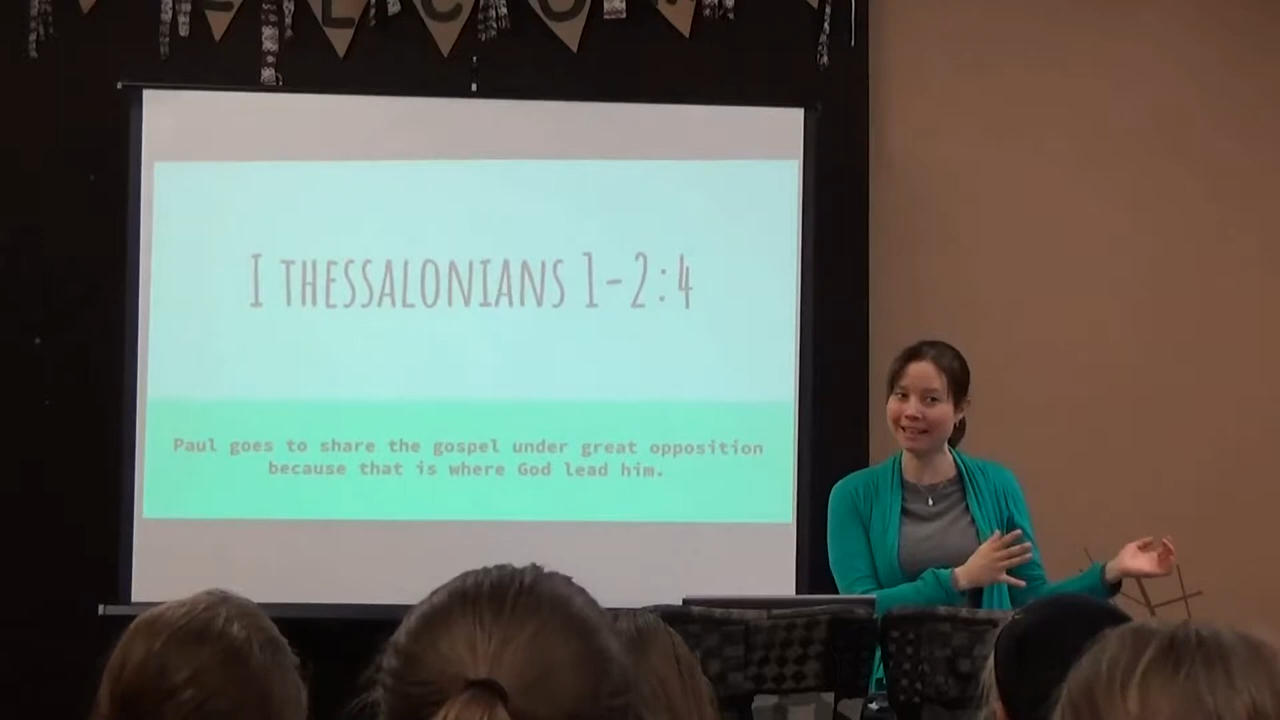 ELCO
I THESSALONIANS 1-2:4
Paul goes to share the gospel under great opposition
because that is where God lead him.